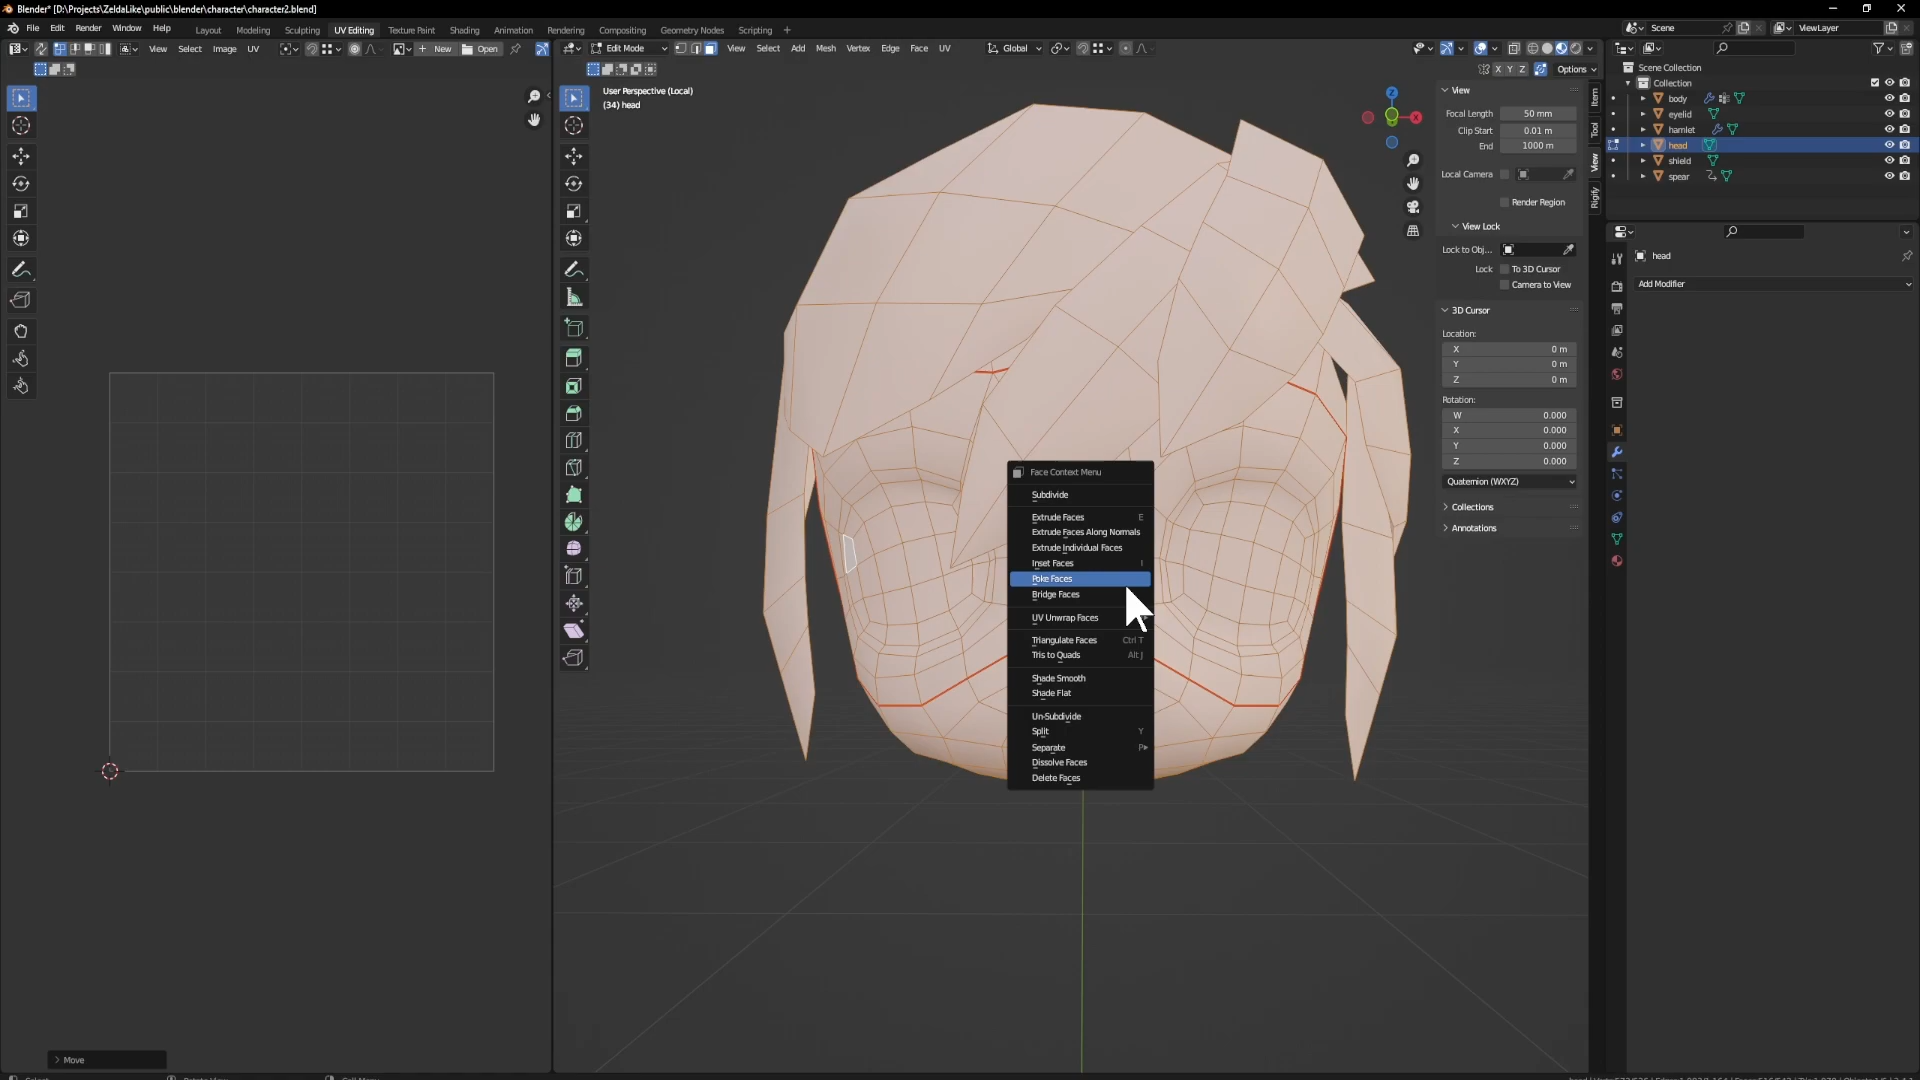 Blender* [D:\Projects\ZeldaLike\public\blender\character\character2.blend]
File Edit Render Window Help Layout Modeling Sculpting UV Editing Texture Paint Shading Animation Rendering Compositing Geometry Nodes Scripting +
Scene
ViewLayer
View Select Image UV
New
Open
Edit Mode View Select Add Mesh Vertex Edge Face UV
Global
X Y Z
Options
User Perspective (Local)
(34) head
Z
X
View
Focal Length 50 mm
Clip Start 0.01 m
End 1000 m
Local Camera
Render Region
View Lock
Lock to Obj...
Lock To 3D Cursor
Camera to View
3D Cursor
Location:
X 0 m
Y 0 m
Z 0 m
Rotation:
W 0.000
X 0.000
Y 0.000
Z 0.000
Quaternion (WXYZ)
Collections
Annotations
Item
Tool
View
Rigify
Scene Collection
Collection
body
eyelid
hamlet
head
shield
spear
head
Add Modifier
Face Context Menu
Subdivide
Extrude Faces E
Extrude Faces Along Normals
Extrude Individual Faces
Inset Faces I
Poke Faces
Bridge Faces
UV Unwrap Faces
Triangulate Faces Ctrl T
Tris to Quads Alt J
Shade Smooth
Shade Flat
Un-Subdivide
Split Y
Separate P
Dissolve Faces
Delete Faces
Move